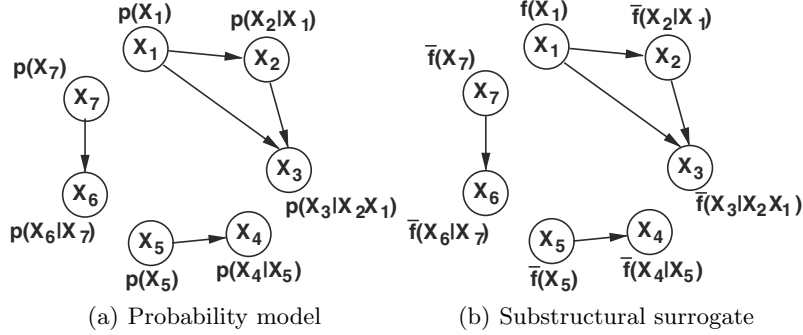 p(X₁)
p(X₂|X₁)
X₁
X₂
p(X₇)
X₇
X₃
X₆
p(X₃|X₂X₁)
p(X₆|X₇)
X₅
X₄
p(X₅)
p(X₄|X₅)
(a) Probability model
f(X₁)
f̅(X₂|X₁)
X₁
X₂
f̅(X₇)
X₇
X₃
X₆
f̅(X₃|X₂X₁)
f̅(X₆|X₇)
X₅
X₄
f̅(X₅)
f̅(X₄|X₅)
(b) Substructural surrogate